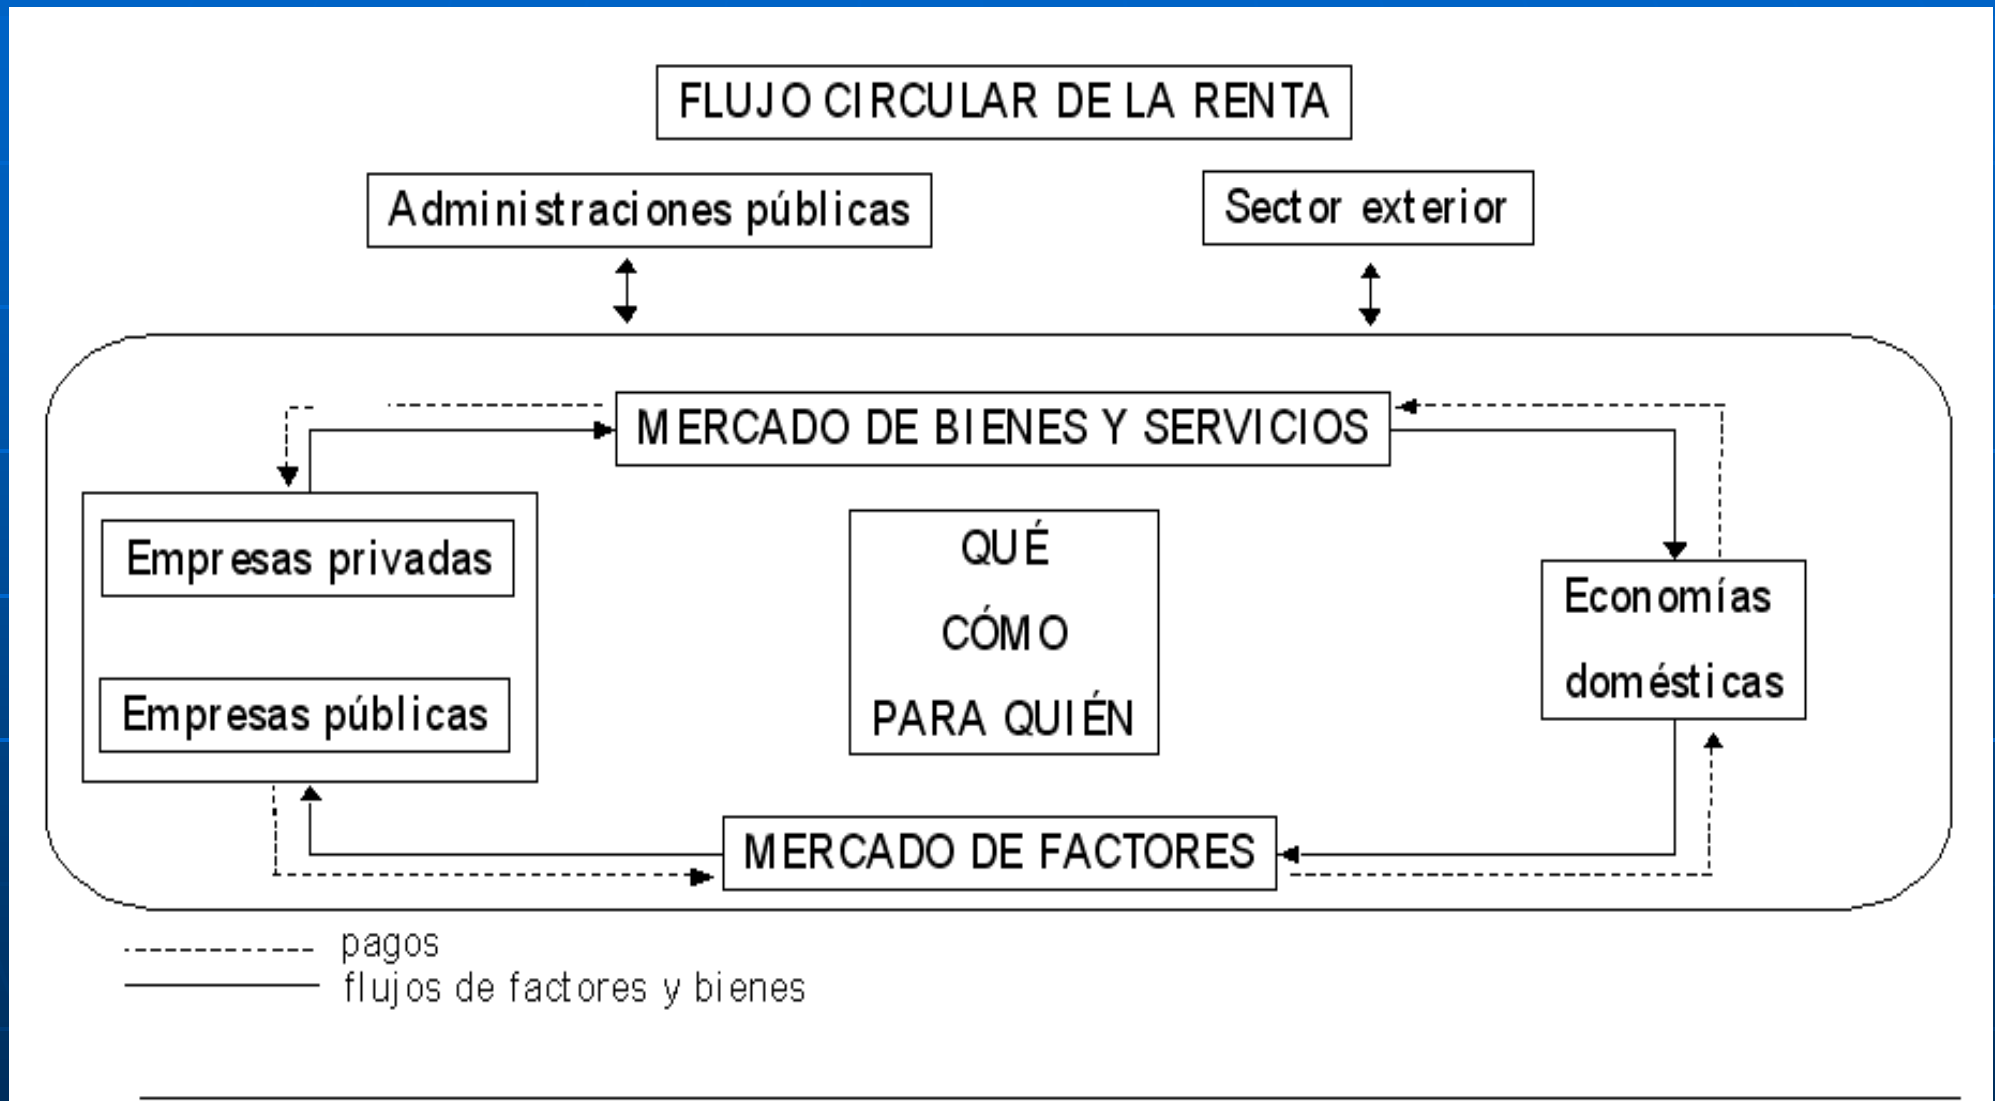 FLUJO CIRCULAR DE LA RENTA
Administraciones públicas
Sector exterior
MERCADO DE BIENES Y SERVICIOS
Empresas privadas
Empresas públicas
QUÉ
CÓMO
PARA QUIÉN
Economías
domésticas
MERCADO DE FACTORES
pagos
flujos de factores y bienes